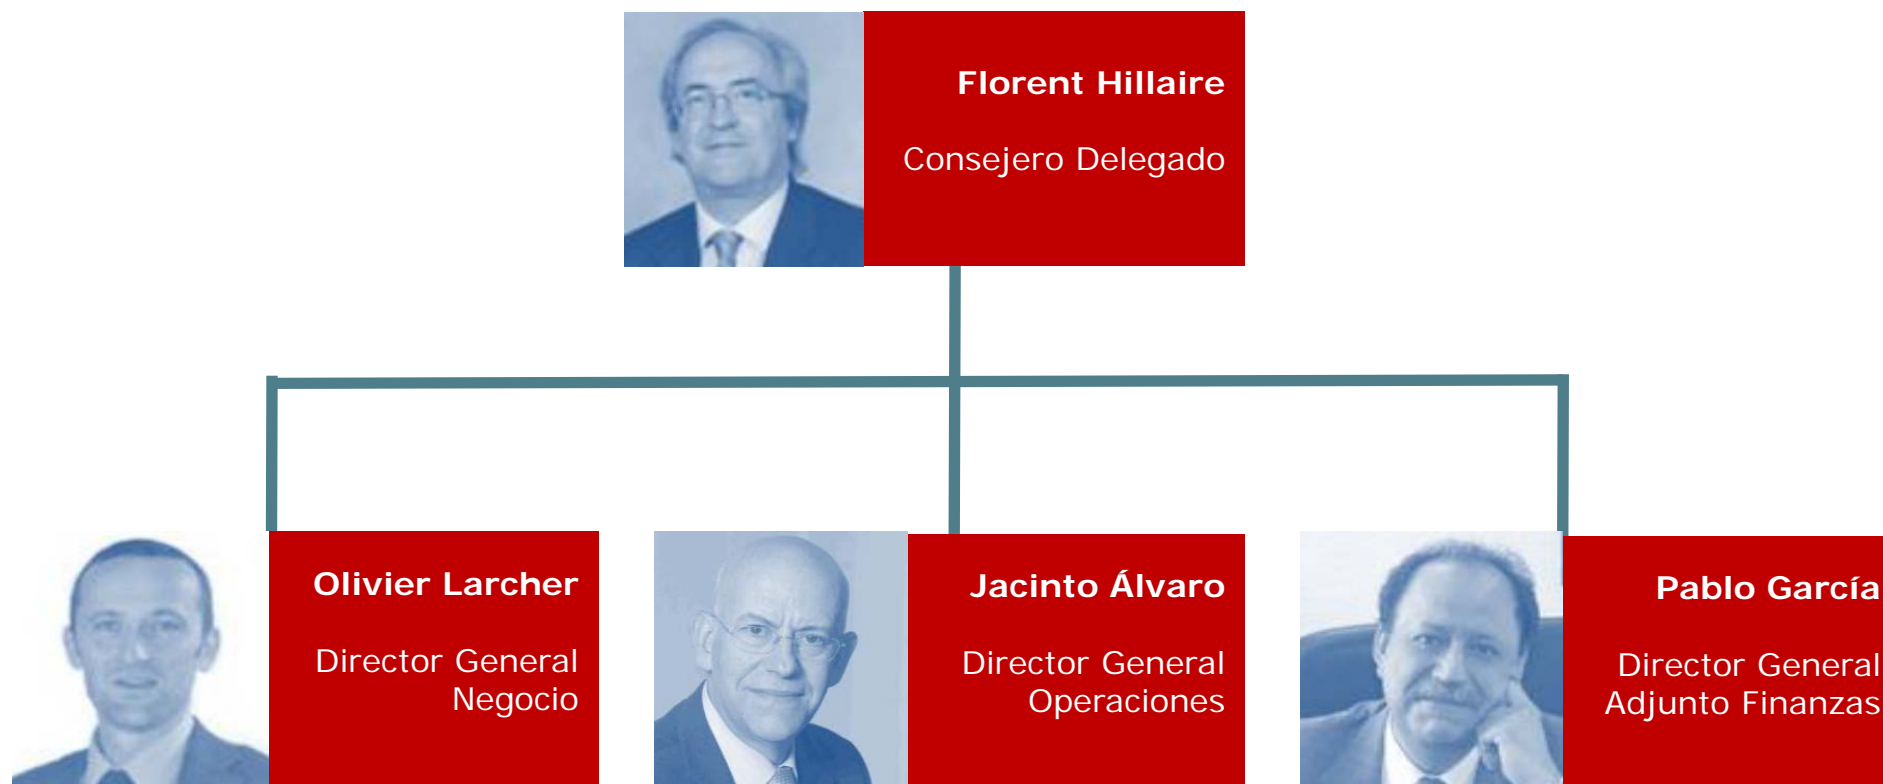 Florent Hillaire
Consejero Delegado
Olivier Larcher
Director General
Negocio
Jacinto Álvaro
Director General
Operaciones
Pablo García
Director General
Adjunto Finanzas